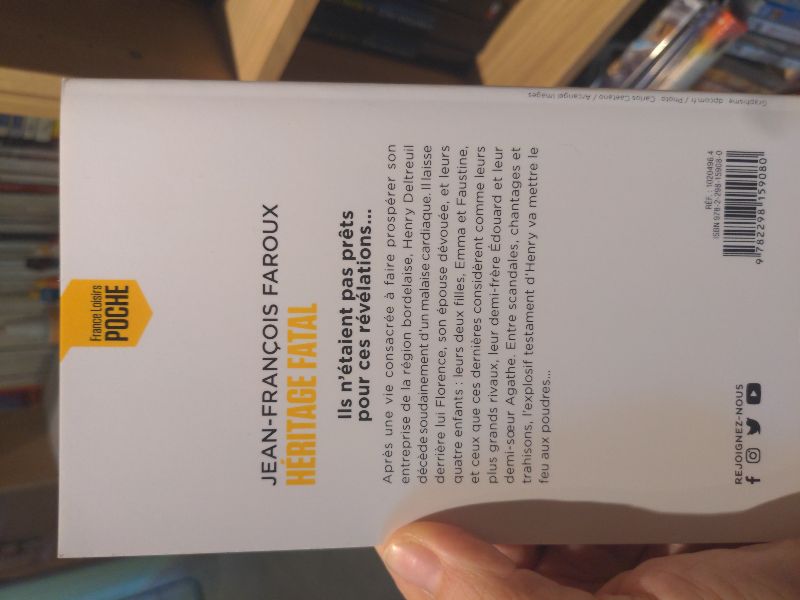 France Loisirs
POCHE
JEAN-FRANÇOIS FAROUX
HÉRITAGE FATAL
Ils n'étaient pas prêts
pour ces révélations...
Après une vie consacrée à faire prospérer son
entreprise de la région bordelaise, Henry Deltreuil
décède soudainement d'un malaise cardiaque. Il laisse
derrière lui Florence, son épouse dévouée, et leurs
quatre enfants : leurs deux filles, Emma et Faustine,
et ceux que ces dernières considèrent comme leurs
plus grands rivaux, leur demi-frère Édouard et leur
demi-sœur Agathe. Entre scandales, chantages et
trahisons, l'explosif testament d'Henry va mettre le
feu aux poudres...
REJOIGNEZ-NOUS
RÉF. : 1020496 4
ISBN 978-2-298-15908-0
9 782298 159080
Graphisme : dpcom.fr / Photo : Carlos Caetano / Arcangel Images